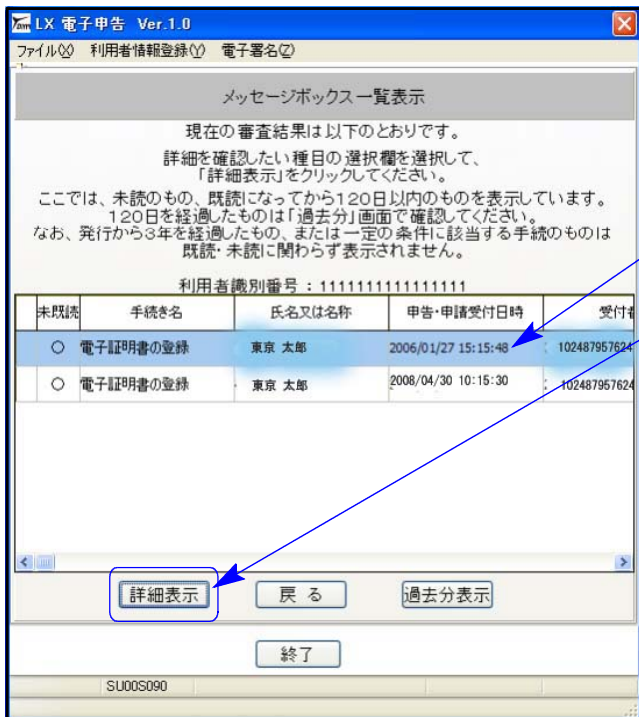 LX 電子申告 Ver.1.0
ファイル(X) 利用者情報登録(Y) 電子署名(Z)
メッセージボックス一覧表示
現在の審査結果は以下のとおりです。
詳細を確認したい種目の選択欄を選択して、
「詳細表示」をクリックしてください。
ここでは、未読のもの、既読になってから120日以内のものを表示しています。
120日を経過したものは「過去分」画面で確認してください。
なお、発行から3年を経過したもの、または一定の条件に該当する手続のものは
既読・未読に関わらず表示されません。
利用者識別番号:1111111111111111
未既読 手続き名 氏名又は名称 申告・申請受付日時 受付
○ 電子証明書の登録 東京 太郎 2006/01/27 15:15:48 102487957624
○ 電子証明書の登録 東京 太郎 2008/04/30 10:15:30 102487957624
詳細表示 戻る 過去分表示
終了
SU00S090